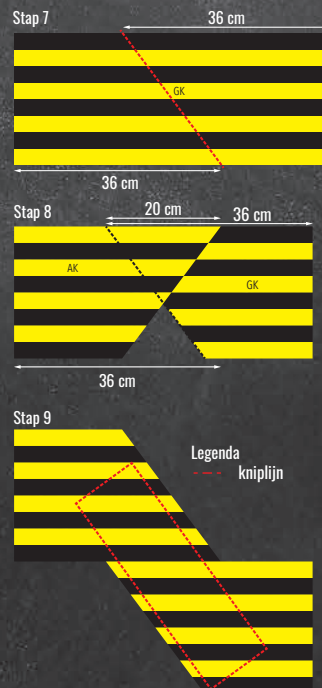 Stap 7
36 cm
GK
36 cm
Stap 8
20 cm
36 cm
AK
GK
36 cm
Stap 9
Legenda
kniplijn